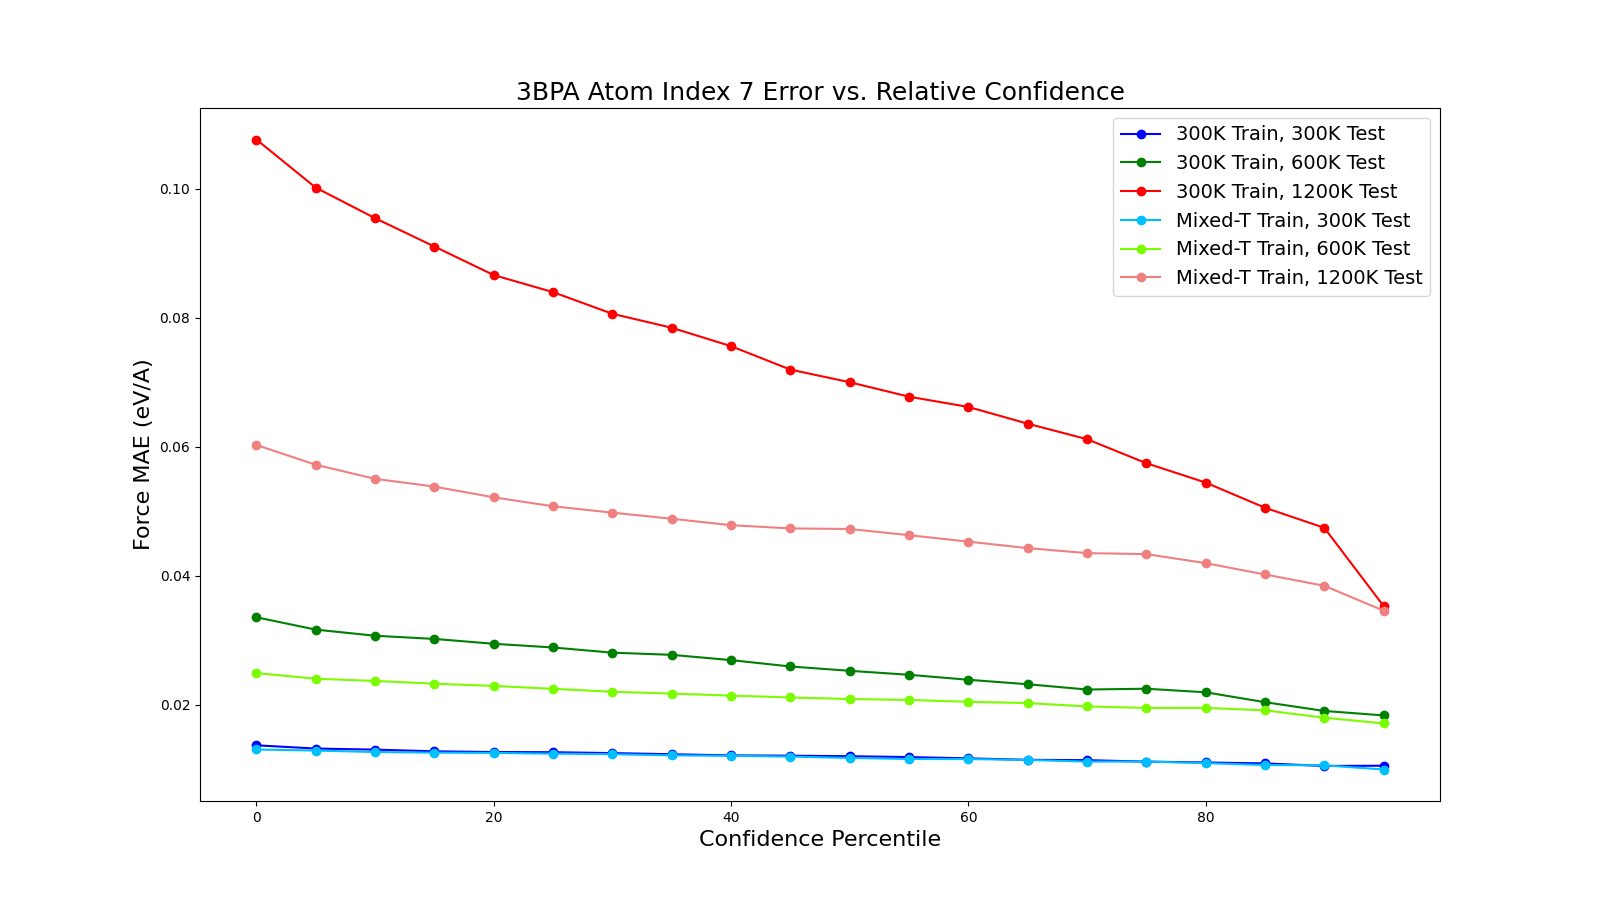 3BPA Atom Index 7 Error vs. Relative Confidence
300K Train, 300K Test
300K Train, 600K Test
300K Train, 1200K Test
Mixed-T Train, 300K Test
Mixed-T Train, 600K Test
Mixed-T Train, 1200K Test
Force MAE (eV/A)
0.10
0.08
0.06
0.04
0.02
0
20
40
60
80
Confidence Percentile